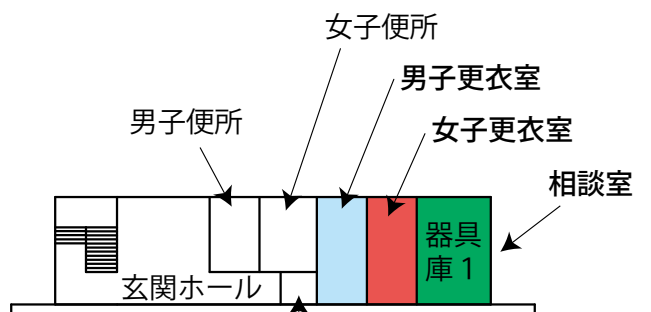 女子便所
男子更衣室
男子便所
女子更衣室
相談室
器具
庫1
玄関ホール